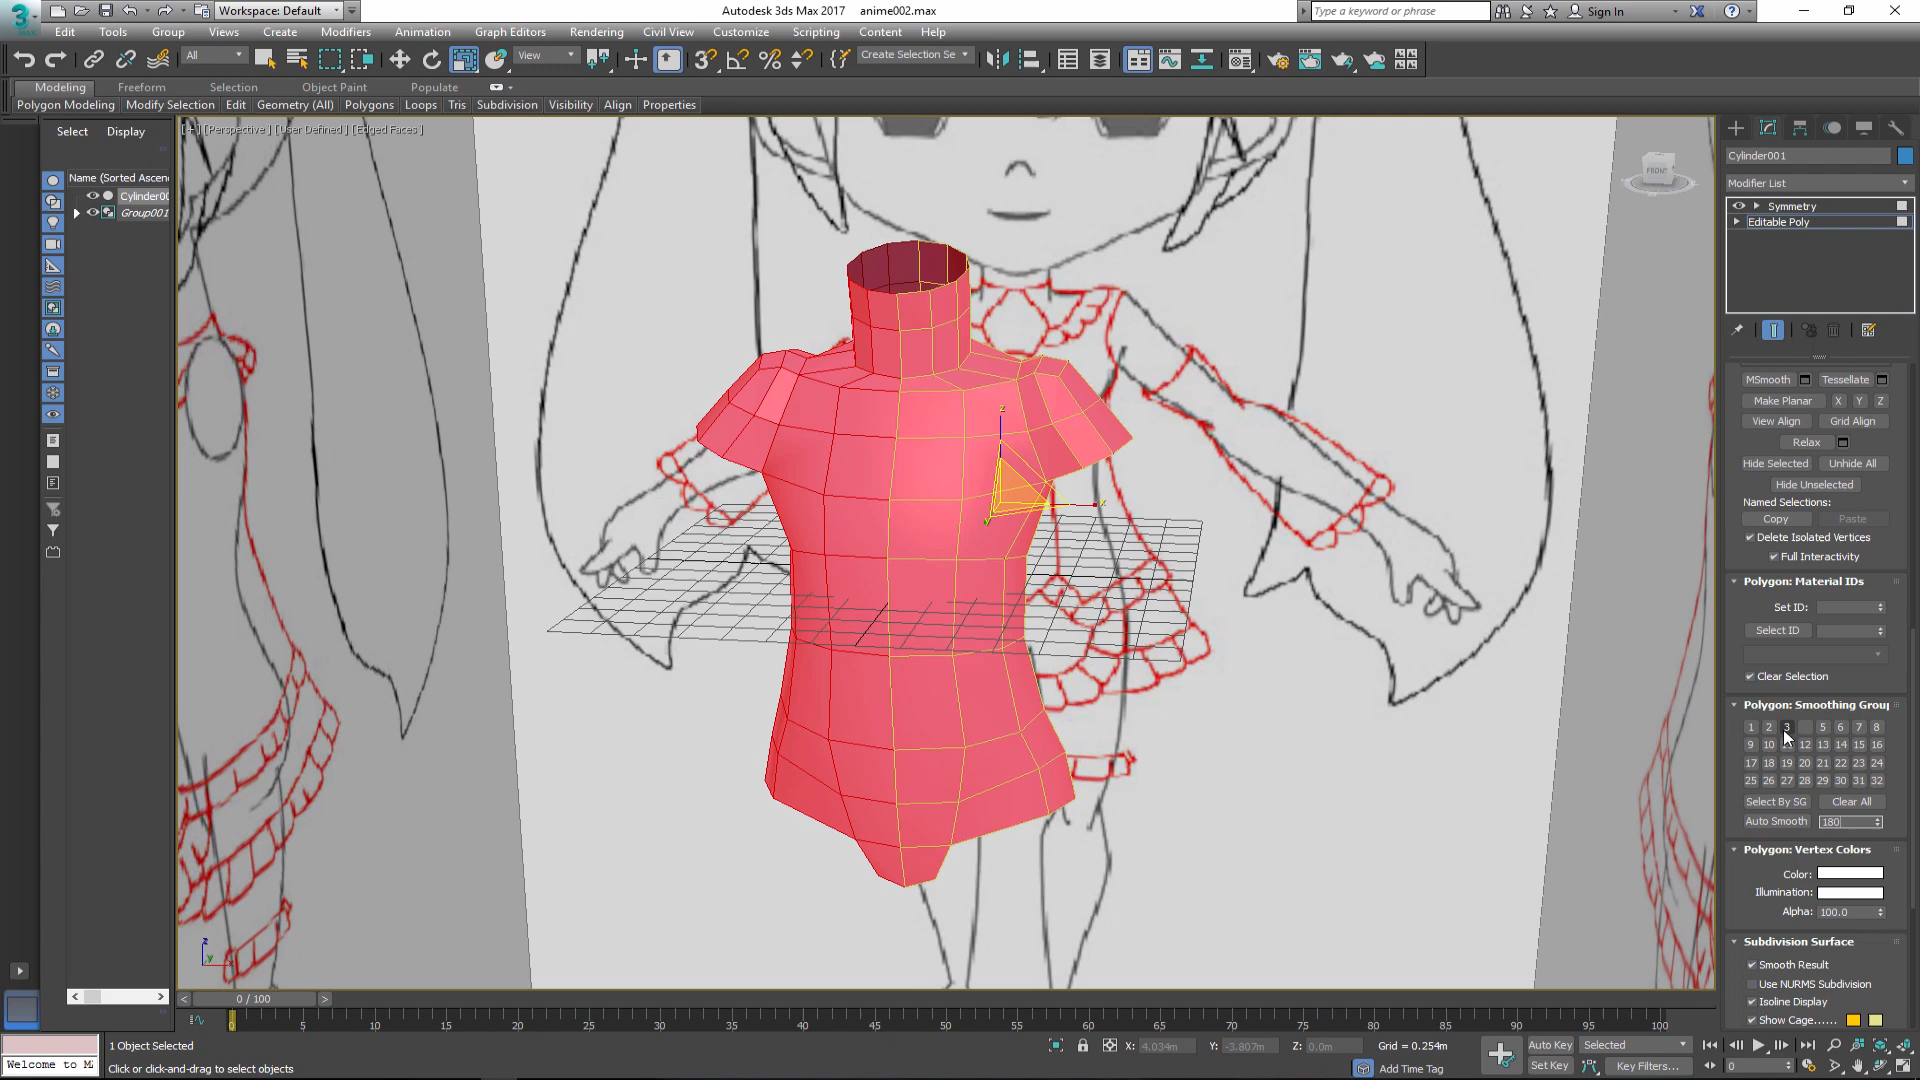 Workspace: Default
Autodesk 3ds Max 2017 anime002.max
Type a keyword or phrase
Sign In
3
MAX
Edit Tools Group Views Create Modifiers Animation Graph Editors Rendering Civil View Customize Scripting Content Help
All
View
Create Selection Se
Modeling Freeform Selection Object Paint Populate
Polygon Modeling Modify Selection Edit Geometry (All) Polygons Loops Tris Subdivision Visibility Align Properties
Select Display
[+] [Perspective] [User Defined] [Edged Faces]
Name (Sorted Ascen
Cylinder00
Group001
FRONT
z
x
y
z
y
x
Cylinder001
Modifier List
Symmetry
Editable Poly
MSmooth Tessellate
Make Planar X Y Z
View Align Grid Align
Relax
Hide Selected Unhide All
Hide Unselected
Named Selections:
Copy Paste
Delete Isolated Vertices
Full Interactivity
Polygon: Material IDs
Set ID:
Select ID
Clear Selection
Polygon: Smoothing Group
1 2 3 5 6 7 8
9 10 12 13 14 15 16
17 18 19 20 21 22 23 24
25 26 27 28 29 30 31 32
Select By SG Clear All
Auto Smooth 180
Polygon: Vertex Colors
Color:
Illumination:
Alpha: 100.0
Subdivision Surface
Smooth Result
Use NURMS Subdivision
Isoline Display
Show Cage......
< 0 / 100 >
0 5 10 15 20 25 30 35 40 45 50 55 60 65 70 75 80 85 90 95 100
1 Object Selected
X: 4.034m Y: -3.807m Z: 0.0m Grid = 0.254m
Auto Key Selected
Welcome to M
Click or click-and-drag to select objects
Add Time Tag
Set Key Key Filters...
0